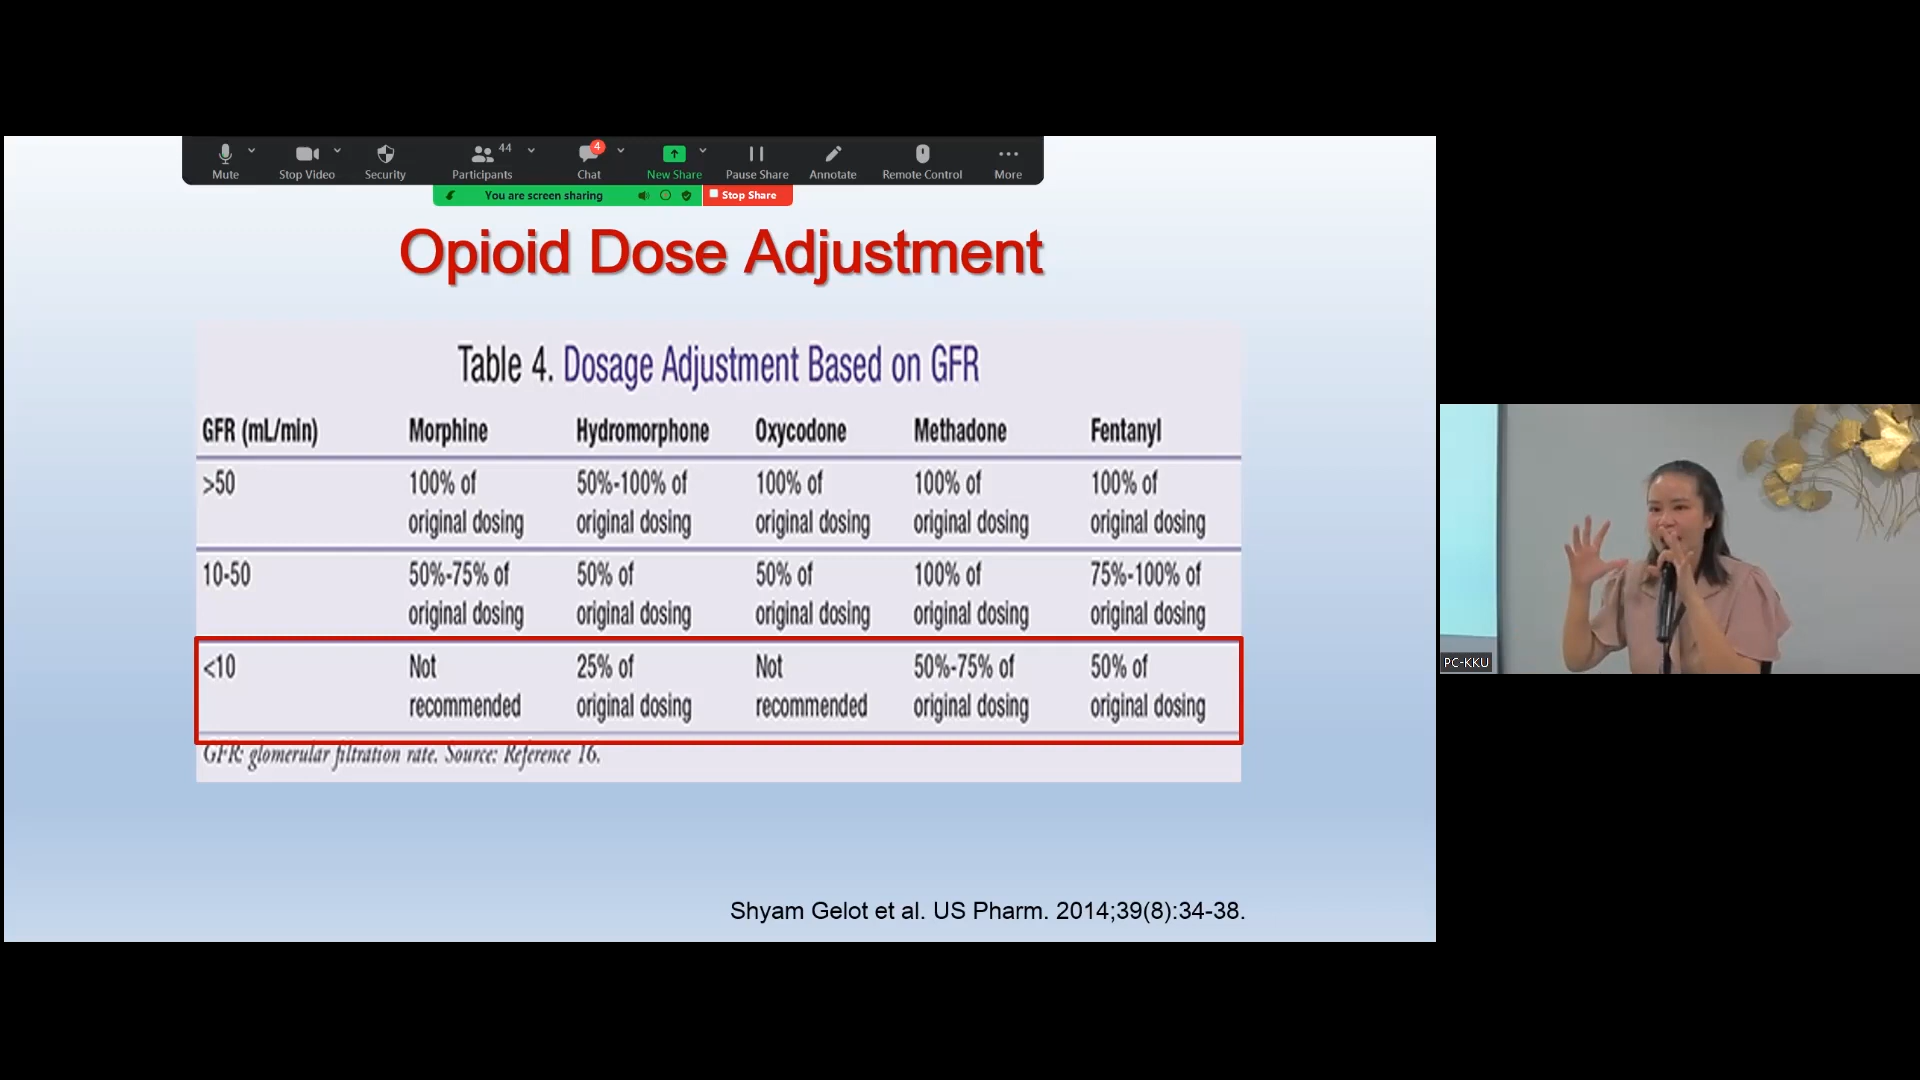 Mute
Stop Video
Security
44
Participants
4
Chat
New Share
Pause Share
Annotate
Remote Control
More
You are screen sharing
Stop Share
Opioid Dose Adjustment
Table 4. Dosage Adjustment Based on GFR
GFR (mL/min) Morphine Hydromorphone Oxycodone Methadone Fentanyl
>50 100% of 50%-100% of 100% of 100% of 100% of
original dosing original dosing original dosing original dosing original dosing
10-50 50%-75% of 50% of 50% of 100% of 75%-100% of
original dosing original dosing original dosing original dosing original dosing
<10 Not 25% of Not 50%-75% of 50% of
recommended original dosing recommended original dosing original dosing
GFR: glomerular filtration rate. Source: Reference 16.
Shyam Gelot et al. US Pharm. 2014;39(8):34-38.
PC-KKU